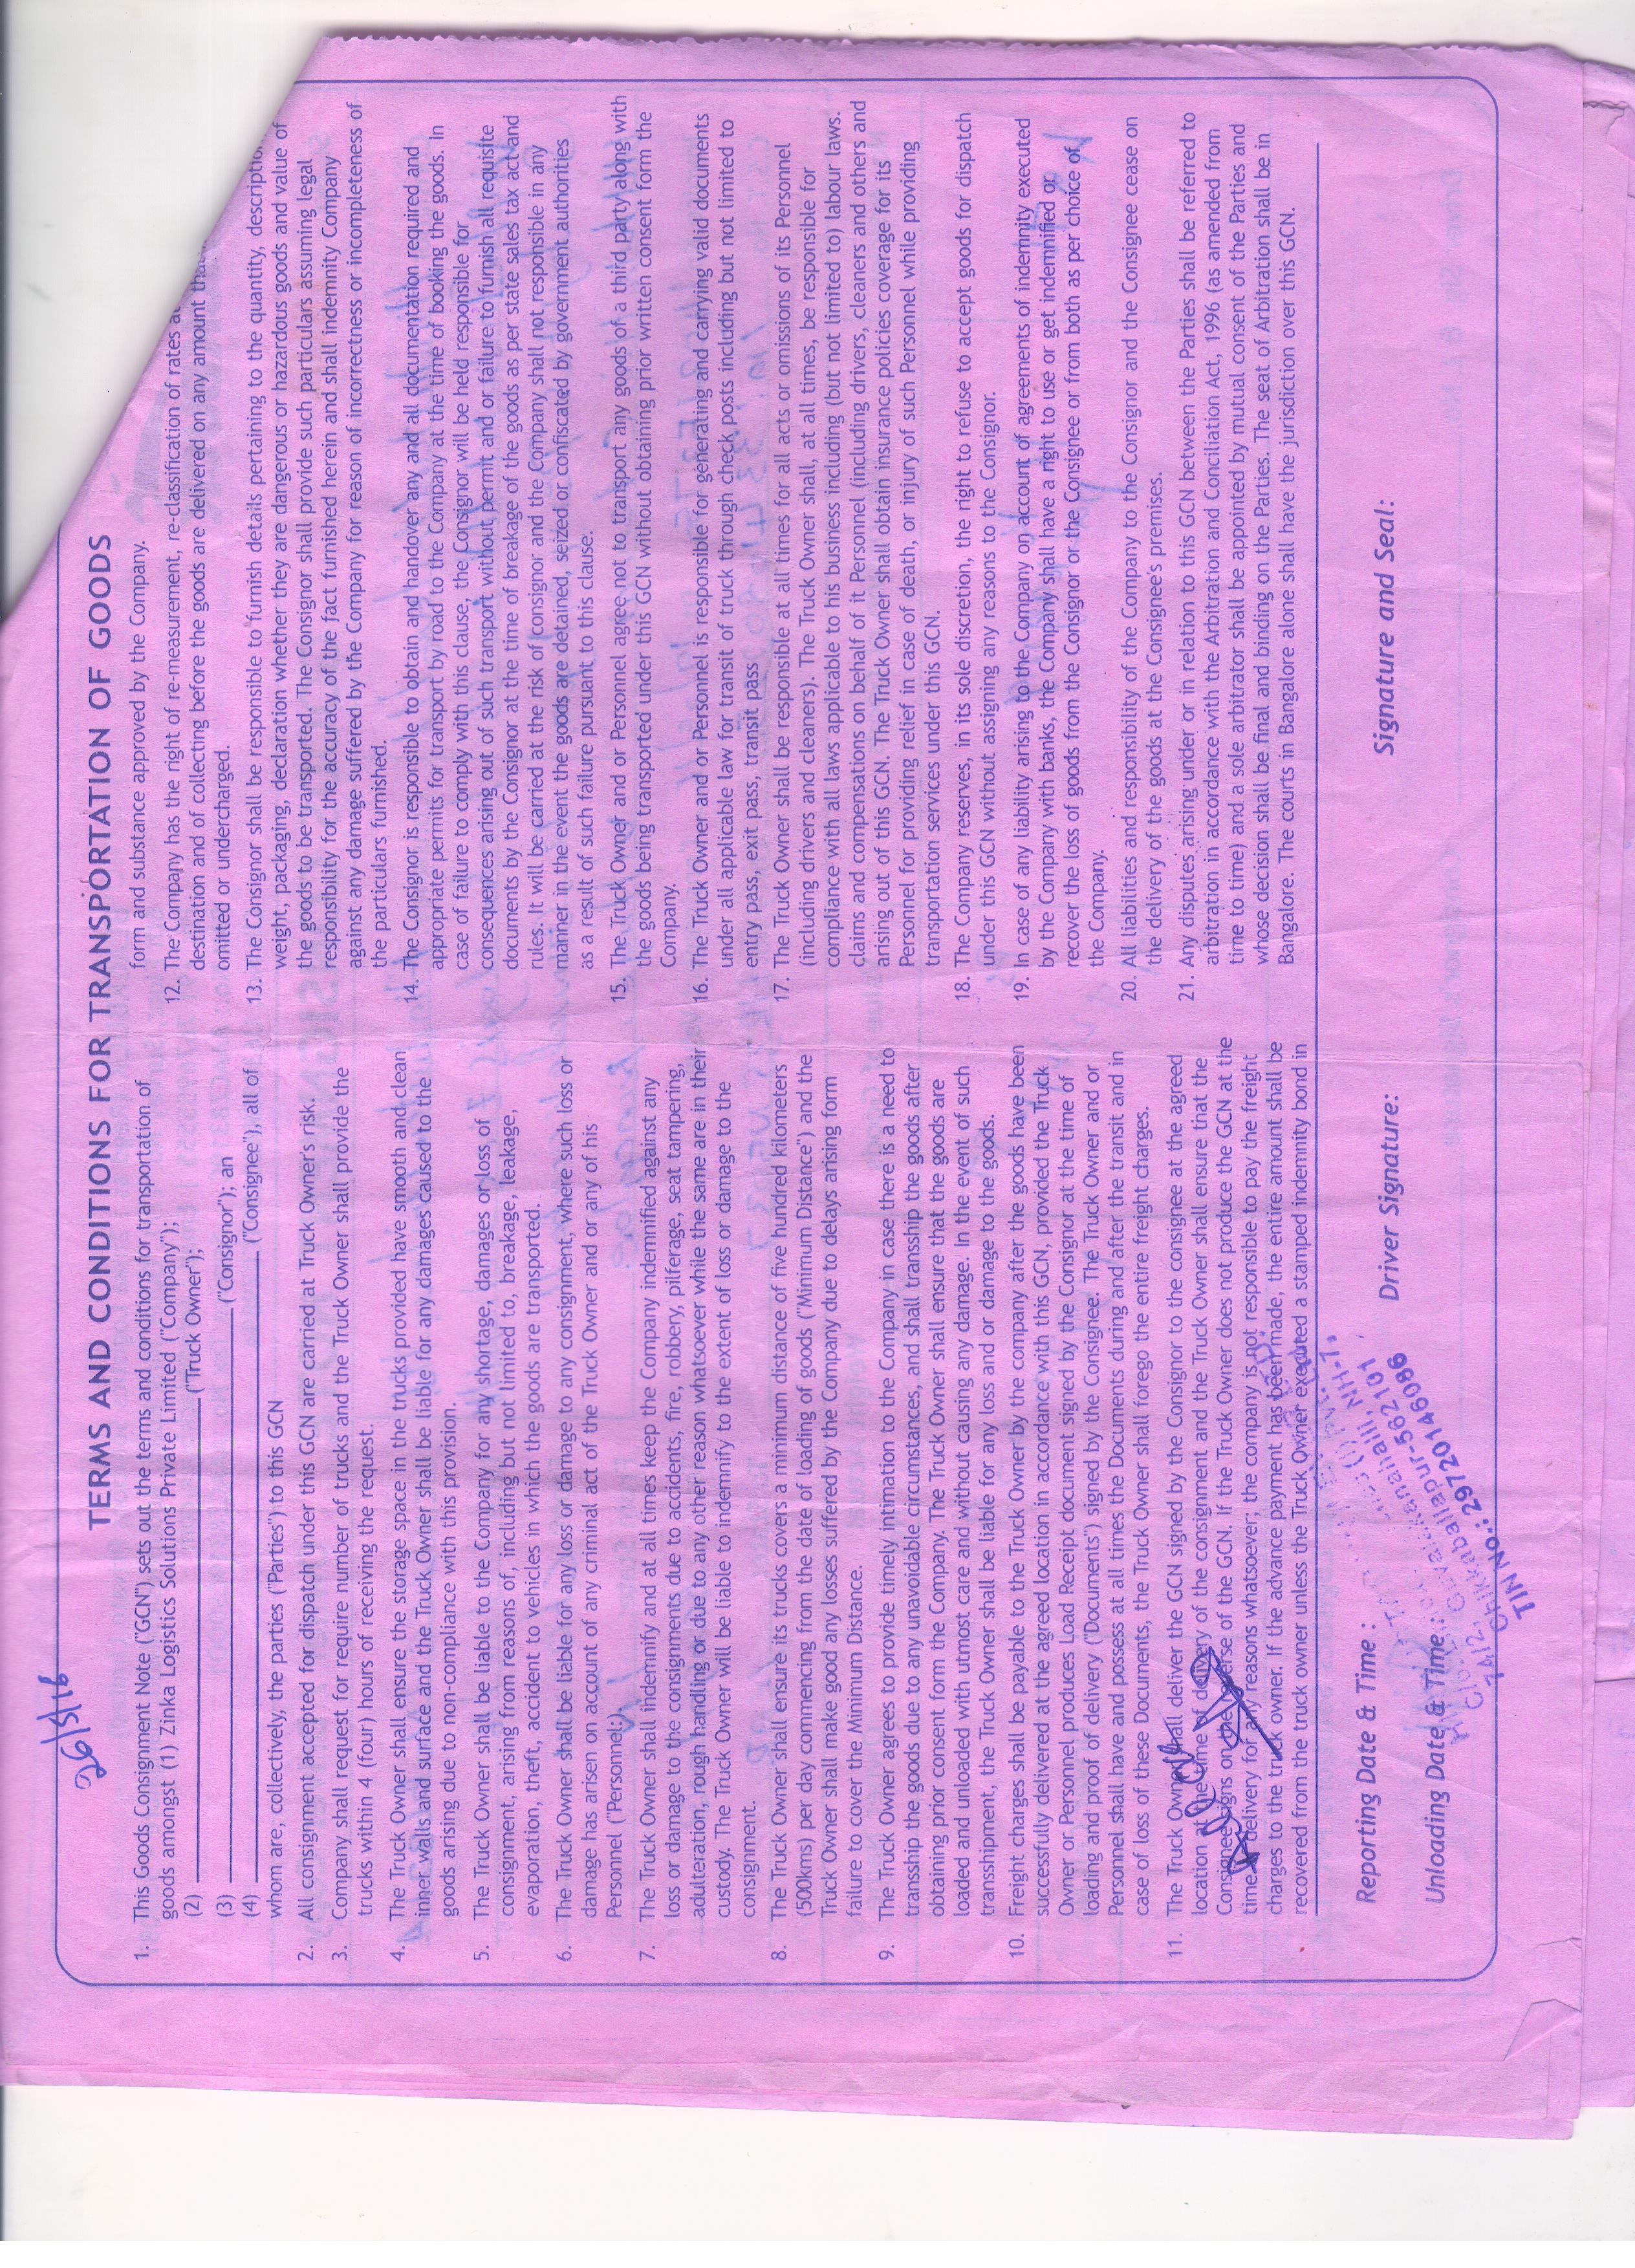 26/5/16
TERMS AND CONDITIONS FOR TRANSPORTATION OF GOODS
1. This Goods Consignment Note ("GCN") sets out the terms and conditions for transportation of
goods amongst (1) Zinka Logistics Solutions Private Limited ("Company");
(2) ("Truck Owner");
(3) ("Consignor"); an
(4) ("Consignee"), all of
whom are, collectively, the parties ("Parties") to this GCN
2. All consignment accepted for dispatch under this GCN are carried at Truck Owner's risk.
3. Company shall request for require number of trucks and the Truck Owner shall provide the
trucks within 4 (four) hours of receiving the request.
4. The Truck Owner shall ensure the storage space in the trucks provided have smooth and clean
inner walls and surface and the Truck Owner shall be liable for any damages caused to the
goods arising due to non-compliance with this provision.
5. The Truck Owner shall be liable to the Company for any shortage, damages or loss of
consignment, arising from reasons of, including but not limited to, breakage, leakage,
evaporation, theft, accident to vehicles in which the goods are transported.
6. The Truck Owner shall be liable for any loss or damage to any consignment, where such loss or
damage has arisen on account of any criminal act of the Truck Owner and or any of his
Personnel ("Personnel:).
7. The Truck Owner shall indemnify and at all times keep the Company indemnified against any
loss or damage to the consignments due to accidents, fire, robbery, pilferage, seat tampering,
adulteration, rough handling or due to any other reason whatsoever while the same are in their
custody. The Truck Owner will be liable to indemnify to the extent of loss or damage to the
consignment.
8. The Truck Owner shall ensure its trucks covers a minimum distance of five hundred kilometers
(500kms) per day commencing from the date of loading of goods ("Minimum Distance") and the
Truck Owner shall make good any losses suffered by the Company due to delays arising form
failure to cover the Minimum Distance.
9. The Truck Owner agrees to provide timely intimation to the Company in case there is a need to
transship the goods due to any unavoidable circumstances, and shall transship the goods after
obtaining prior consent form the Company. The Truck Owner shall ensure that the goods are
loaded and unloaded with utmost care and without causing any damage. In the event of such
transshipment, the Truck Owner shall be liable for any loss and or damage to the goods.
10. Freight charges shall be payable to the Truck Owner by the company after the goods have been
successfully delivered at the agreed location in accordance with this GCN, provided the Truck
Owner or Personnel produces Load Receipt document signed by the Consignor at the time of
loading and proof of delivery ("Documents") signed by the Consignee. The Truck Owner and or
Personnel shall have and possess at all times the Documents during and after the transit and in
case of loss of these Documents, the Truck Owner shall forego the entire freight charges.
11. The Truck Owner shall deliver the GCN signed by the Consignor to the consignee at the agreed
location at the time of delivery of the consignment and the Truck Owner shall ensure that the
Consignee signs on the reverse of the GCN. If the Truck Owner does not produce the GCN at the
time delivery for any reasons whatsoever; the company is not responsible to pay the freight
charges to the truck owner. If the advance payment has been made, the entire amount shall be
recovered from the truck owner unless the Truck Owner executed a stamped indemnity bond in
form and substance approved by the Company.
12. The Company has the right of re-measurement, re-classification of rates
destination and of collecting before the goods are delivered on any amount
omitted or undercharged.
13. The Consignor shall be responsible to furnish details pertaining to the quantity,
weight, packaging, declaration whether they are dangerous or hazardous goods and value of
the goods to be transported. The Consignor shall provide such particulars assuming legal
responsibility for the accuracy of the fact furnished herein and shall indemnity Company
against any damage suffered by the Company for reason of incorrectness or incompleteness of
the particulars furnished.
14. The Consignor is responsible to obtain and handover any and all documentation required and
appropriate permits for transport by road to the Company at the time of booking the goods. In
case of failure to comply with this clause, the Consignor will be held responsible for
consequences arising out of such transport without permit and or failure to furnish all requisite
documents by the Consignor at the time of breakage of the goods as per state sales tax act and
rules. It will be carried at the risk of consignor and the Company shall not responsible in any
manner in the event the goods are detained, seized or confiscated by government authorities
as a result of such failure pursuant to this clause.
15. The Truck Owner and or Personnel agree not to transport any goods of a third party along with
the goods being transported under this GCN without obtaining prior written consent form the
Company.
16. The Truck Owner and or Personnel is responsible for generating and carrying valid documents
under all applicable law for transit of truck through check posts including but not limited to
entry pass, exit pass, transit pass
17. The Truck Owner shall be responsible at all times for all acts or omissions of its Personnel
(including drivers and cleaners). The Truck Owner shall, at all times, be responsible for
compliance with all laws applicable to his business including (but not limited to) labour laws.
claims and compensations on behalf of it Personnel (including drivers, cleaners and others and
arising out of this GCN. The Truck Owner shall obtain insurance policies coverage for its
Personnel for providing relief in case of death, or injury of such Personnel while providing
transportation services under this GCN.
18. The Company reserves, in its sole discretion, the right to refuse to accept goods for dispatch
under this GCN without assigning any reasons to the Consignor.
19. In case of any liability arising to the Company on account of agreements of indemnity executed
by the Company with banks, the Company shall have a right to use or get indemnified or
recover the loss of goods from the Consignor or the Consignee or from both as per choice of
the Company.
20. All liabilities and responsibility of the Company to the Consignor and the Consignee cease on
the delivery of the goods at the Consignee's premises.
21. Any disputes arising under or in relation to this GCN between the Parties shall be referred to
arbitration in accordance with the Arbitration and Conciliation Act, 1996 (as amended from
time to time) and a sole arbitrator shall be appointed by mutual consent of the Parties and
whose decision shall be final and binding on the Parties. The seat of Arbitration shall be in
Bangalore. The courts in Bangalore alone shall have the jurisdiction over this GCN.
Reporting Date & Time :
Unloading Date & Time :
Driver Signature:
Signature and Seal:
LTD.
(I) Pvt. Ltd.
74/2, Guvalakanahalli, NH-7,
Chikkaballapur-562101
TIN No.: 29720146086